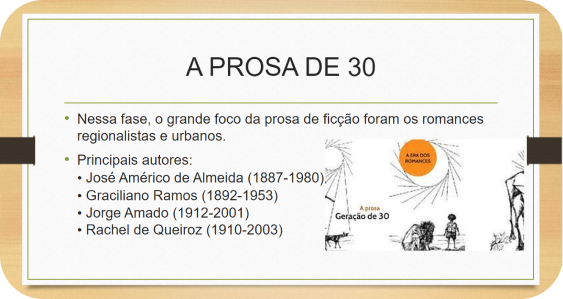 A PROSA DE 30
• Nessa fase, o grande foco da prosa de ficção foram os romances
regionalistas e urbanos.
• Principais autores:
• José Américo de Almeida (1887-1980)
• Graciliano Ramos (1892-1953)
• Jorge Amado (1912-2001)
• Rachel de Queiroz (1910-2003)
A ERA DOS
ROMANCES
A prosa
Geração de 30